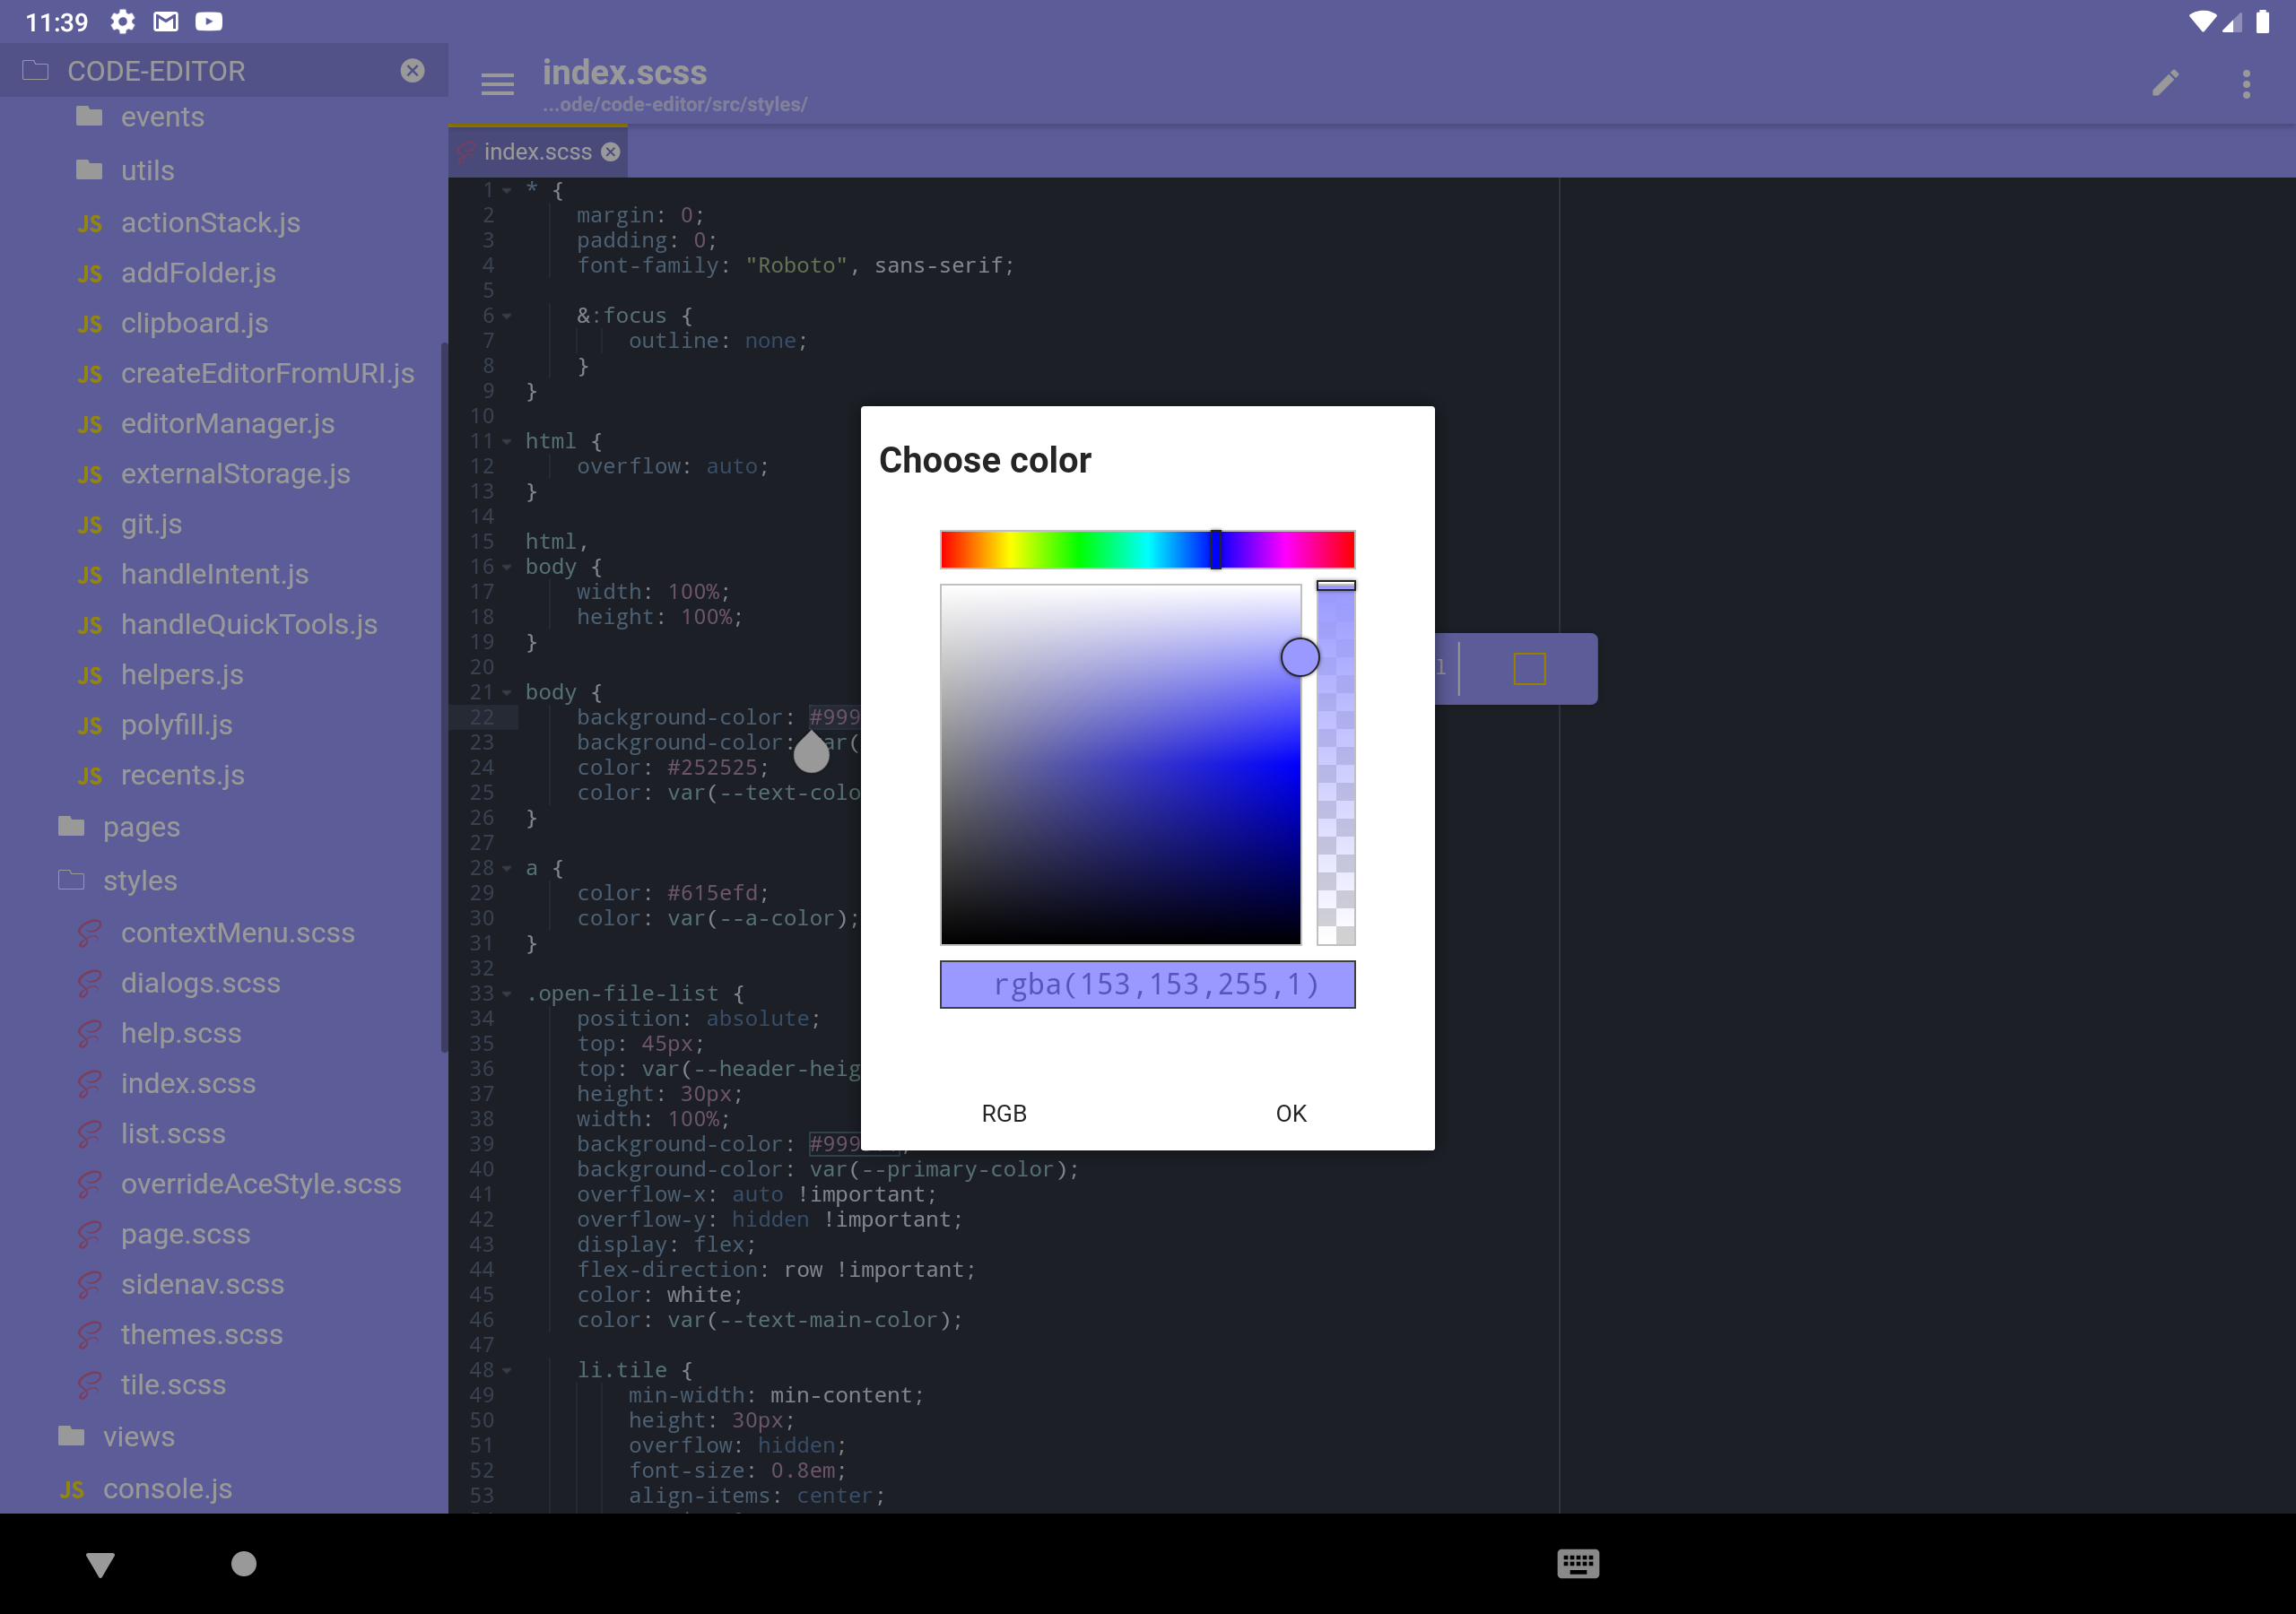 11:39
CODE-EDITOR
events
utils
JS actionStack.js
JS addFolder.js
JS clipboard.js
JS createEditorFromURI.js
JS editorManager.js
JS externalStorage.js
JS git.js
JS handleIntent.js
JS handleQuickTools.js
JS helpers.js
JS polyfill.js
JS recents.js
pages
styles
contextMenu.scss
dialogs.scss
help.scss
index.scss
list.scss
overrideAceStyle.scss
page.scss
sidenav.scss
themes.scss
tile.scss
views
JS console.js
index.scss
...ode/code-editor/src/styles/
index.scss
1 * {
2 margin: 0;
3 padding: 0;
4 font-family: "Roboto", sans-serif;
5
6 &:focus {
7 outline: none;
8 }
9 }
10
11 html {
12 overflow: auto;
13 }
14
15 html,
16 body {
17 width: 100%;
18 height: 100%;
19 }
20
21 body {
22 background-color: #999
23 background-color: ar(
24 color: #252525;
25 color: var(--text-colo
26 }
27
28 a {
29 color: #615efd;
30 color: var(--a-color);
31 }
32
33 .open-file-list {
34 position: absolute;
35 top: 45px;
36 top: var(--header-heig
37 height: 30px;
38 width: 100%;
39 background-color: #999
40 background-color: var(--primary-color);
41 overflow-x: auto !important;
42 overflow-y: hidden !important;
43 display: flex;
44 flex-direction: row !important;
45 color: white;
46 color: var(--text-main-color);
47
48 li.tile {
49 min-width: min-content;
50 height: 30px;
51 overflow: hidden;
52 font-size: 0.8em;
53 align-items: center;
Choose color
rgba(153,153,255,1)
RGB OK
l